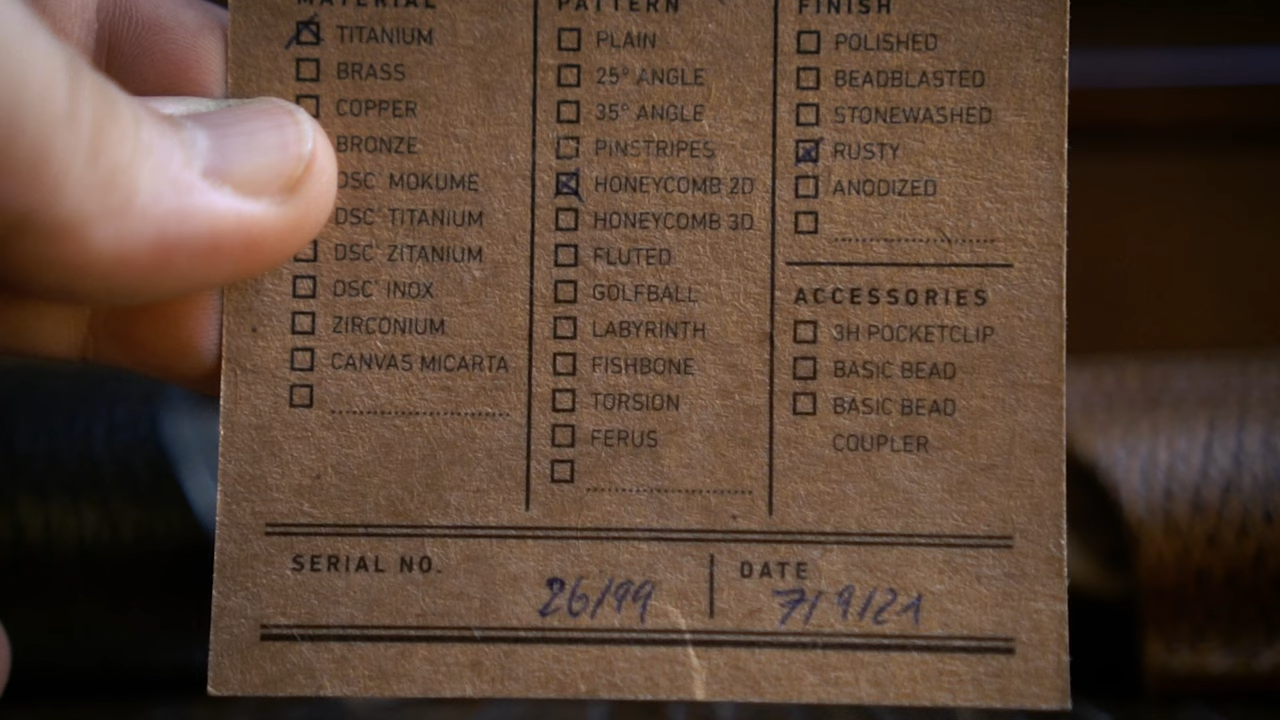 MATERIAL
TITANIUM
BRASS
COPPER
BRONZE
DSC' MOKUME
DSC' TITANIUM
DSC' ZITANIUM
DSC' INOX
ZIRCONIUM
CANVAS MICARTA
PATTERN
PLAIN
25° ANGLE
35° ANGLE
PINSTRIPES
HONEYCOMB 2D
HONEYCOMB 3D
FLUTED
GOLFBALL
LABYRINTH
FISHBONE
TORSION
FERUS
FINISH
POLISHED
BEADBLASTED
STONEWASHED
RUSTY
ANODIZED
ACCESSORIES
3H POCKETCLIP
BASIC BEAD
BASIC BEAD
COUPLER
SERIAL NO. 26/99
DATE 7/9/21